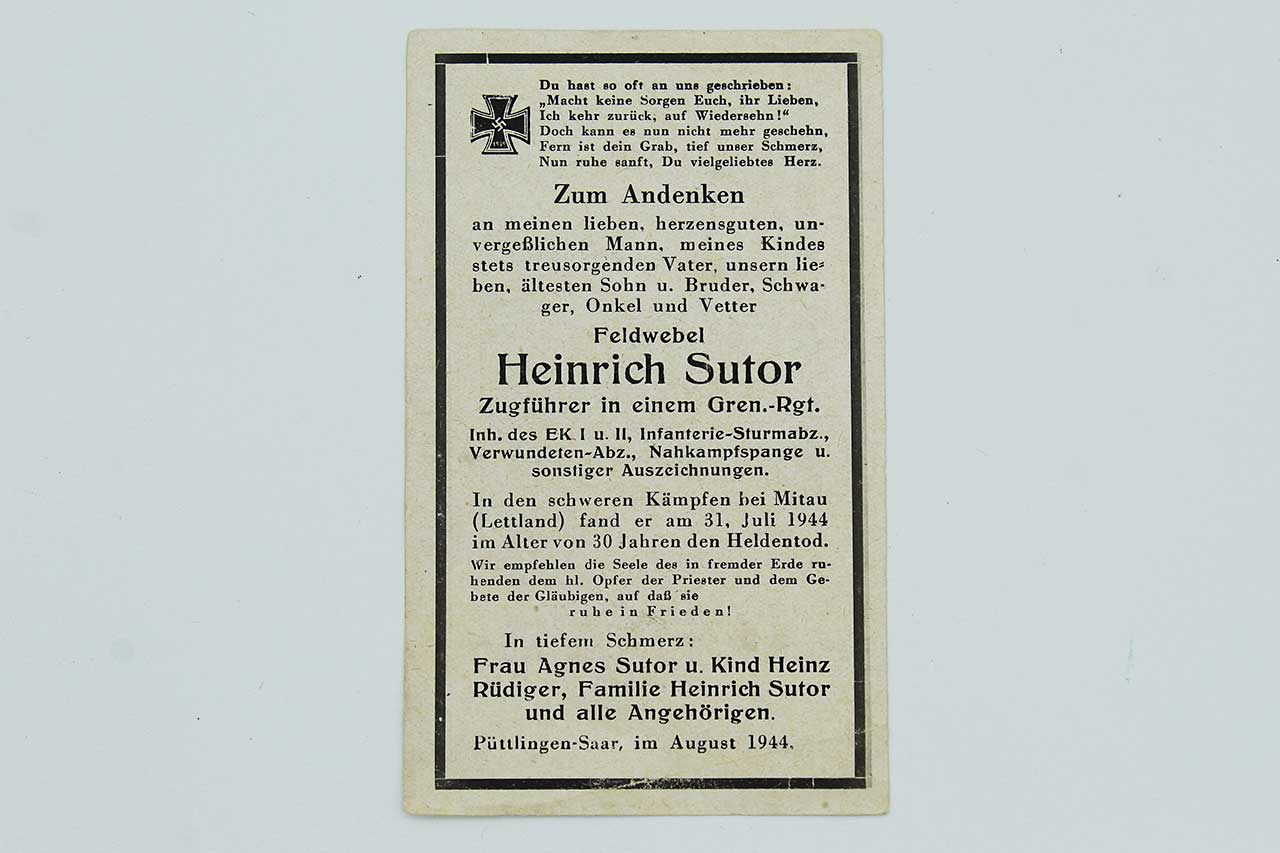 Du hast so oft an uns geschrieben:
„Macht keine Sorgen Euch, ihr Lieben,
Ich kehr zurück, auf Wiedersehn!“
Doch kann es nun nicht mehr geschehn,
Fern ist dein Grab, tief unser Schmerz,
Nun ruhe sanft, Du vielgeliebtes Herz.
1939
Zum Andenken
an meinen lieben, herzensguten, un-
vergeßlichen Mann, meines Kindes
stets treusorgenden Vater, unsern lie-
ben, ältesten Sohn u. Bruder, Schwa-
ger, Onkel und Vetter
Feldwebel
Heinrich Sutor
Zugführer in einem Gren.-Rgt.
Inh. des EK I u. II, Infanterie-Sturmabz.,
Verwundeten-Abz., Nahkampfspange u.
sonstiger Auszeichnungen.
In den schweren Kämpfen bei Mitau
(Lettland) fand er am 31. Juli 1944
im Alter von 30 Jahren den Heldentod.
Wir empfehlen die Seele des in fremder Erde ru-
henden dem hl. Opfer der Priester und dem Ge-
bete der Gläubigen, auf daß sie
ruhe in Frieden!
In tiefem Schmerz:
Frau Agnes Sutor u. Kind Heinz
Rüdiger, Familie Heinrich Sutor
und alle Angehörigen.
Püttlingen-Saar, im August 1944.